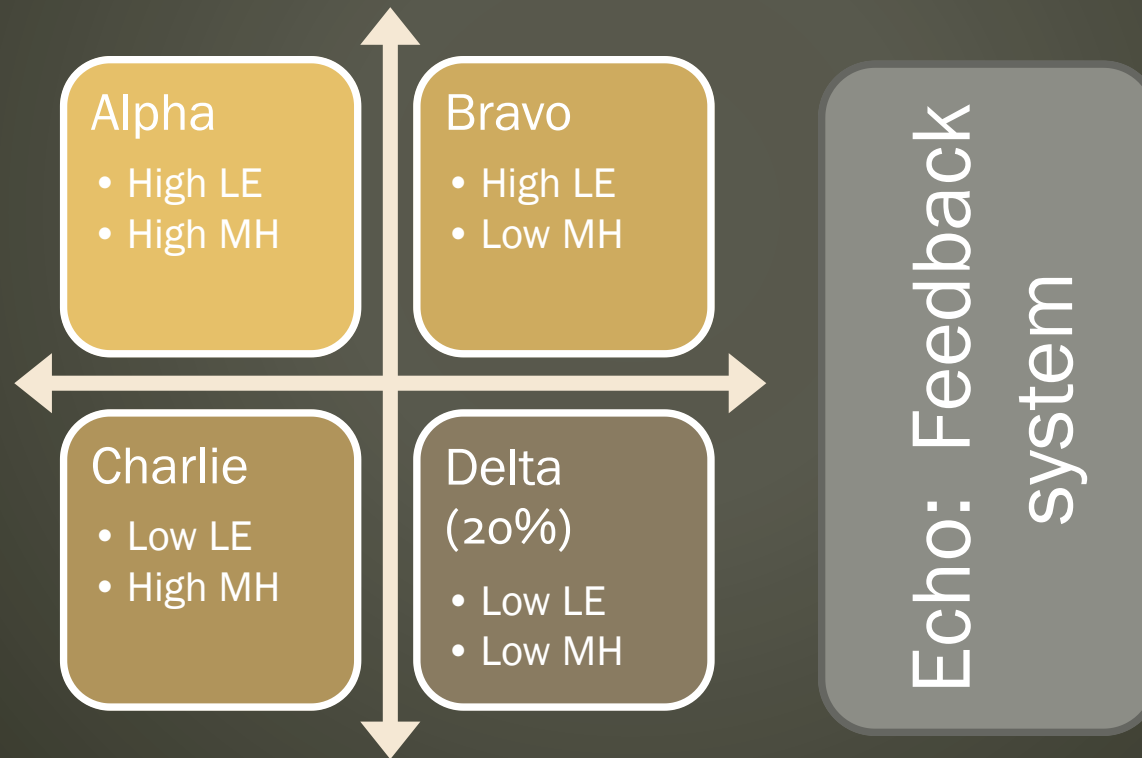 Alpha
• High LE
• High MH
Bravo
• High LE
• Low MH
Charlie
• Low LE
• High MH
Delta
(20%)
• Low LE
• Low MH
Echo: Feedback
system